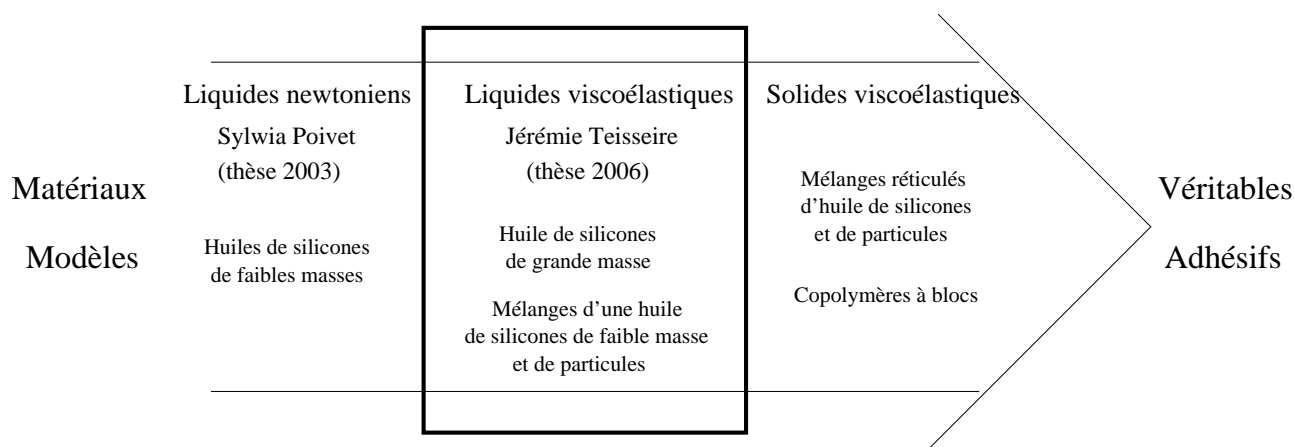 Matériaux
Modèles
Liquides newtoniens
Sylwia Poivet
(thèse 2003)
Huiles de silicones
de faibles masses
Liquides viscoélastiques
Jérémie Teisseire
(thèse 2006)
Huile de silicones
de grande masse
Mélanges d'une huile
de silicones de faible masse
et de particules
Solides viscoélastiques
Mélanges réticulés
d'huile de silicones
et de particules
Copolymères à blocs
Véritables
Adhésifs